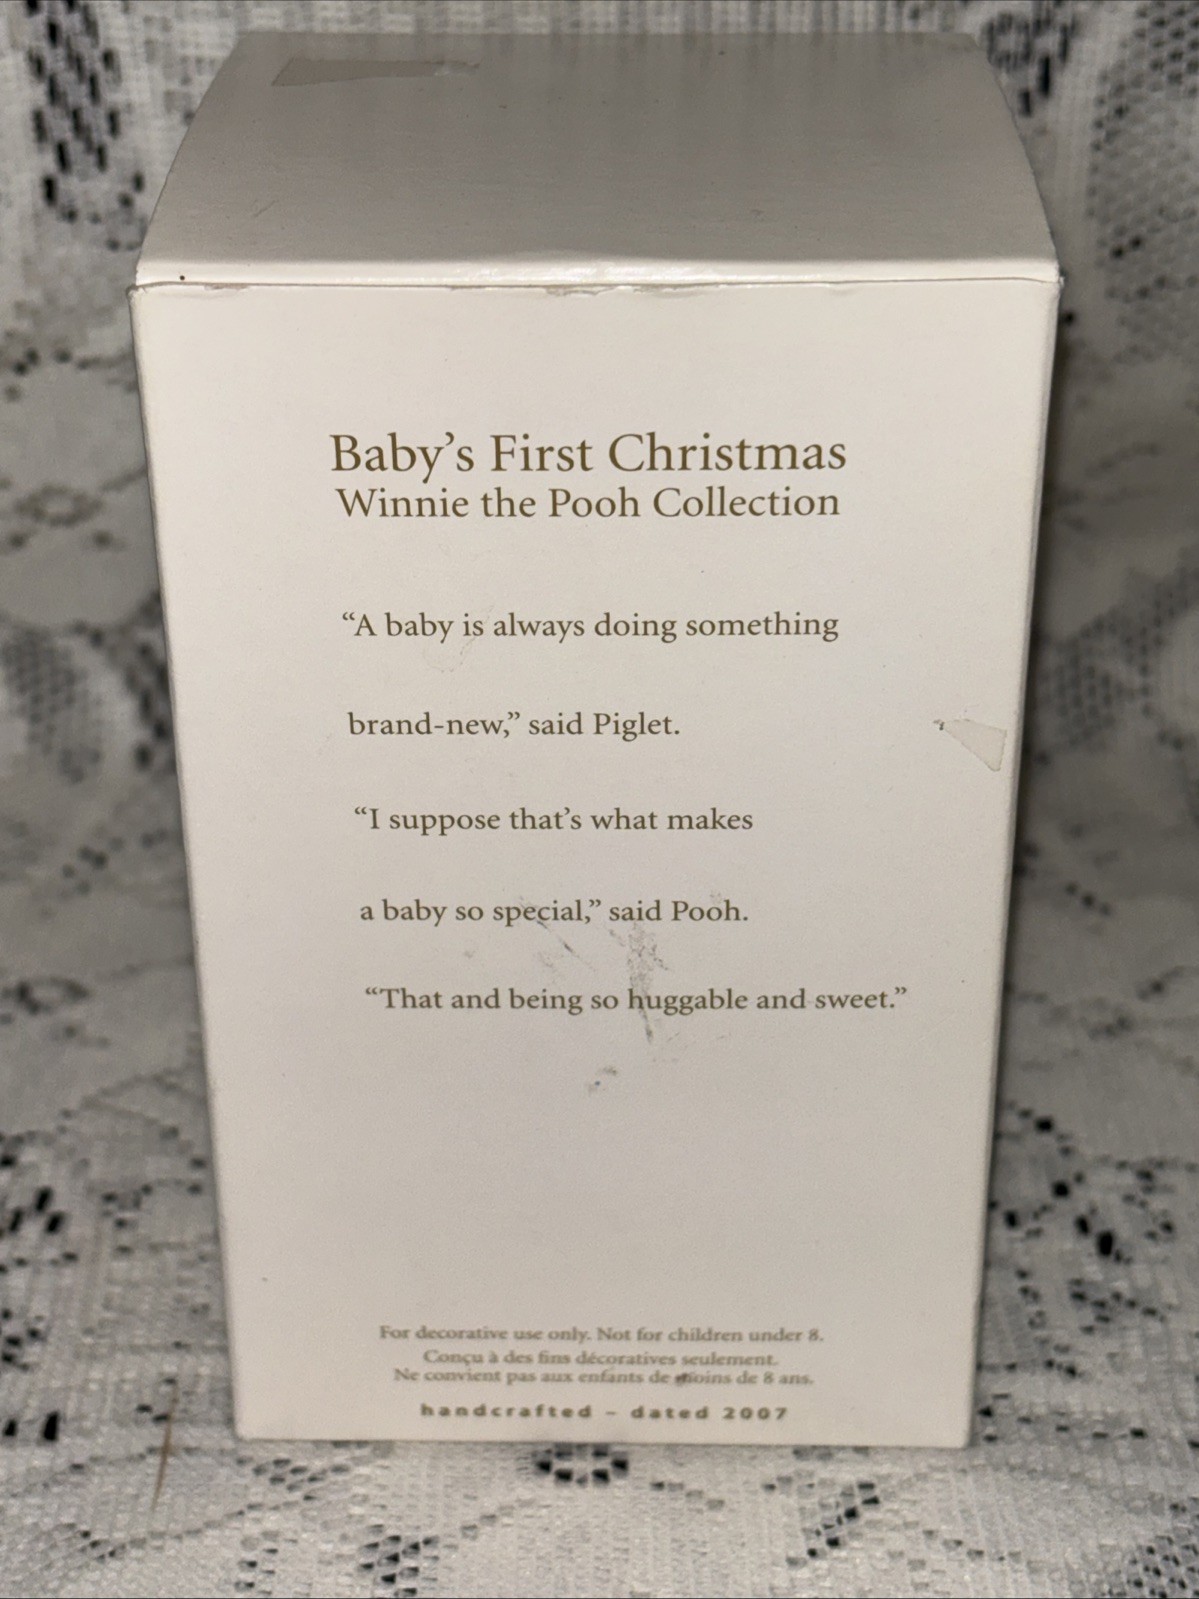 Baby’s First Christmas
Winnie the Pooh Collection
“A baby is always doing something
brand-new,” said Piglet.
“I suppose that’s what makes
a baby so special,” said Pooh.
“That and being so huggable and sweet.”
For decorative use only. Not for children under 8.
Conçu à des fins décoratives seulement.
Ne convient pas aux enfants de moins de 8 ans.
handcrafted – dated 2007